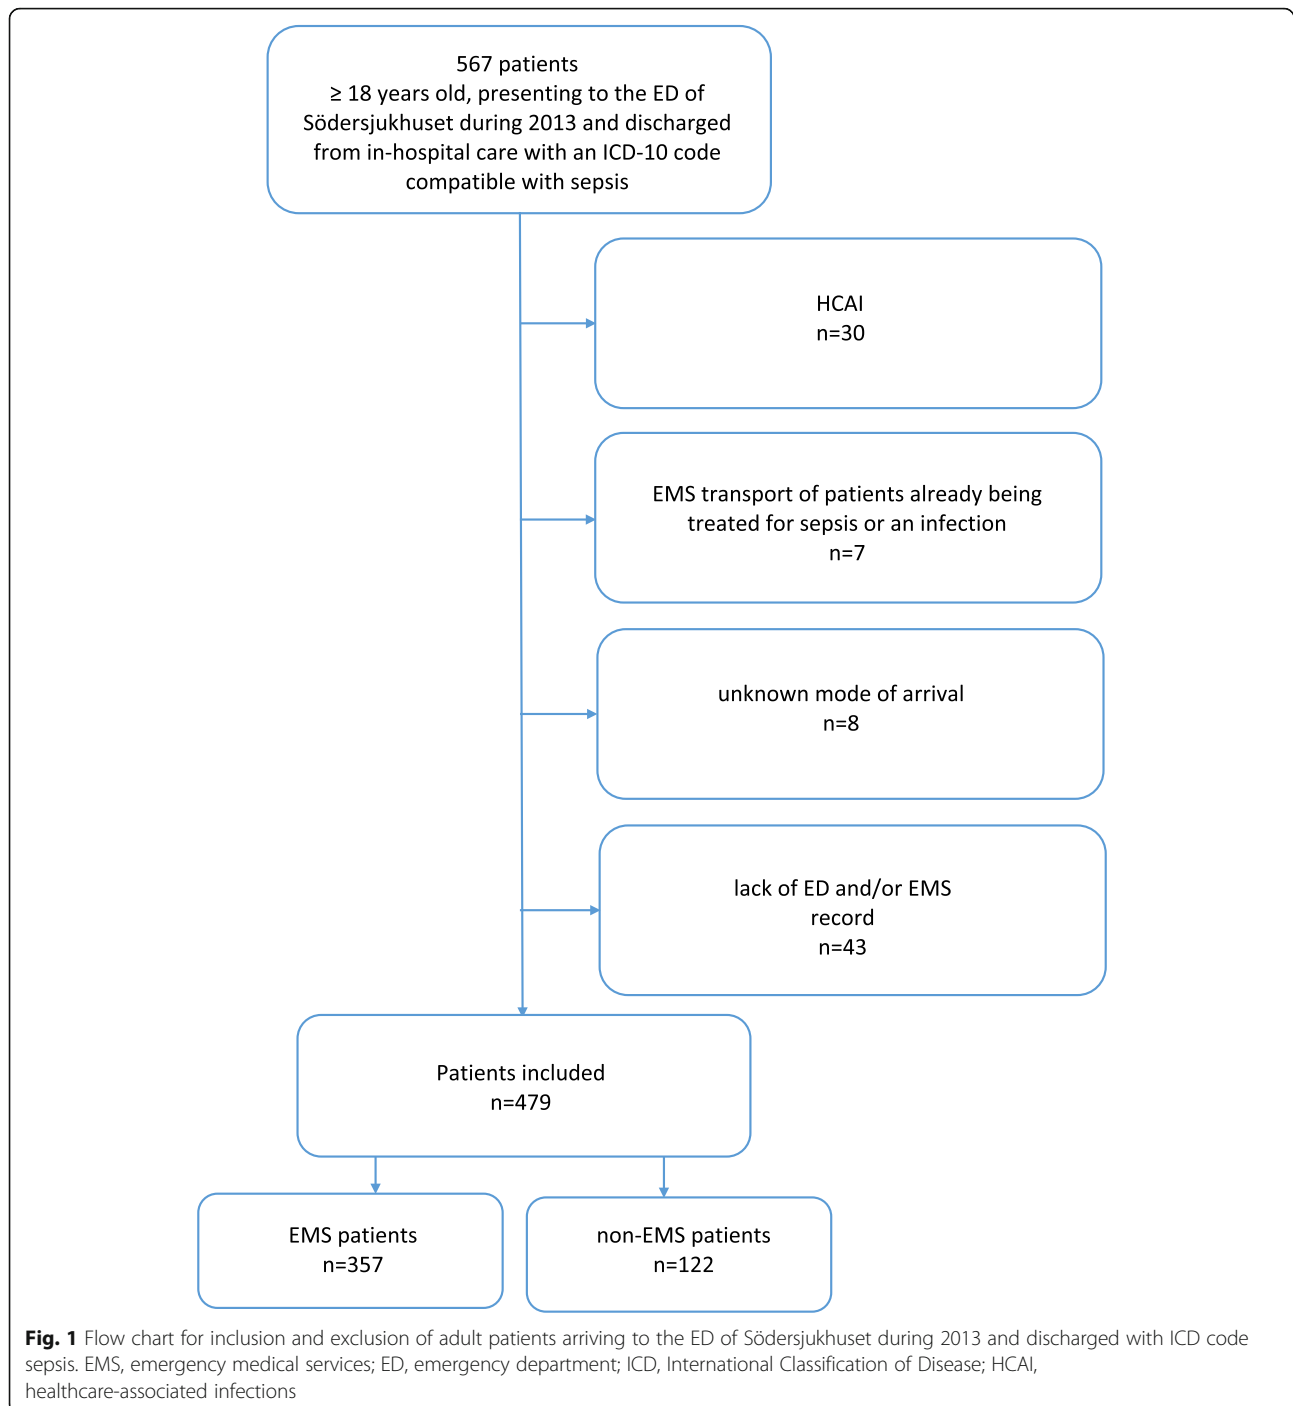 567 patients
≥ 18 years old, presenting to the ED of
Södersjukhuset during 2013 and discharged
from in-hospital care with an ICD-10 code
compatible with sepsis
HCAI
n=30
EMS transport of patients already being
treated for sepsis or an infection
n=7
unknown mode of arrival
n=8
lack of ED and/or EMS
record
n=43
Patients included
n=479
EMS patients
n=357
non-EMS patients
n=122
Fig. 1 Flow chart for inclusion and exclusion of adult patients arriving to the ED of Södersjukhuset during 2013 and discharged with ICD code
sepsis. EMS, emergency medical services; ED, emergency department; ICD, International Classification of Disease; HCAI,
healthcare-associated infections